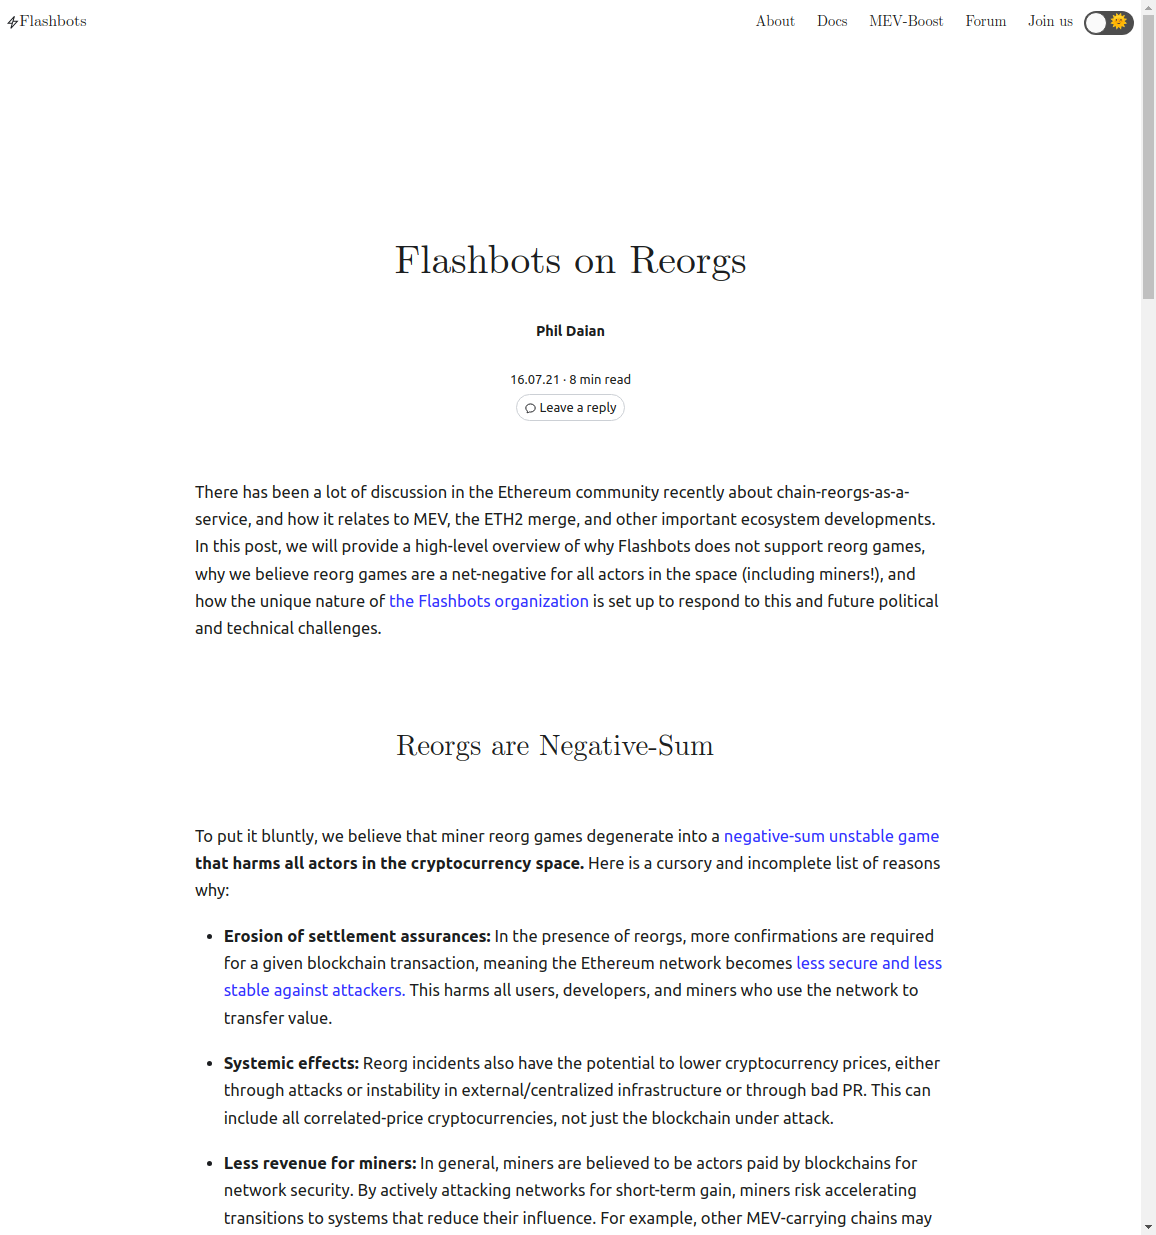 Flashbots
About Docs MEV-Boost Forum Join us
Flashbots on Reorgs
Phil Daian
16.07.21 · 8 min read
Leave a reply
There has been a lot of discussion in the Ethereum community recently about chain-reorgs-as-a-
service, and how it relates to MEV, the ETH2 merge, and other important ecosystem developments.
In this post, we will provide a high-level overview of why Flashbots does not support reorg games,
why we believe reorg games are a net-negative for all actors in the space (including miners!), and
how the unique nature of the Flashbots organization is set up to respond to this and future political
and technical challenges.
Reorgs are Negative-Sum
To put it bluntly, we believe that miner reorg games degenerate into a negative-sum unstable game
that harms all actors in the cryptocurrency space. Here is a cursory and incomplete list of reasons
why:
• Erosion of settlement assurances: In the presence of reorgs, more confirmations are required
for a given blockchain transaction, meaning the Ethereum network becomes less secure and less
stable against attackers. This harms all users, developers, and miners who use the network to
transfer value.
• Systemic effects: Reorg incidents also have the potential to lower cryptocurrency prices, either
through attacks or instability in external/centralized infrastructure or through bad PR. This can
include all correlated-price cryptocurrencies, not just the blockchain under attack.
• Less revenue for miners: In general, miners are believed to be actors paid by blockchains for
network security. By actively attacking networks for short-term gain, miners risk accelerating
transitions to systems that reduce their influence. For example, other MEV-carrying chains may